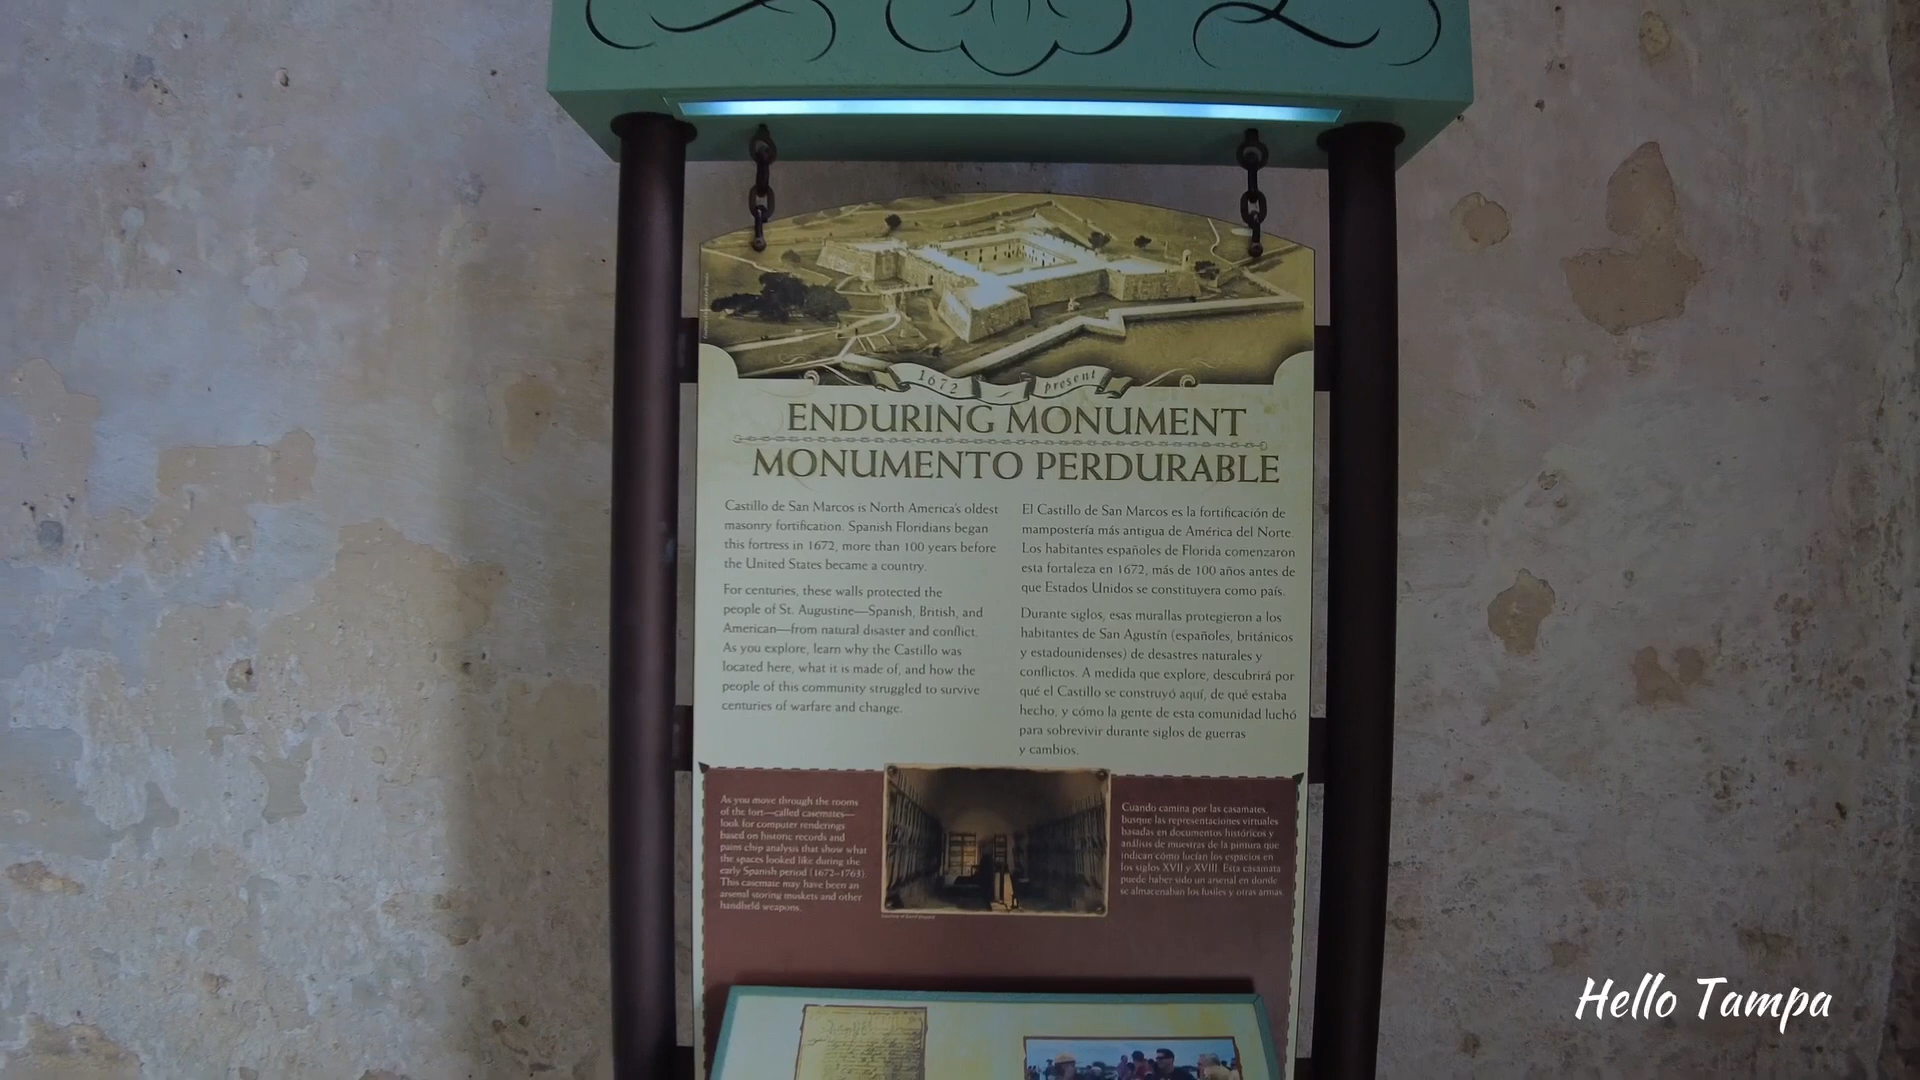 1672 - present
ENDURING MONUMENT
MONUMENTO PERDURABLE
Castillo de San Marcos is North America's oldest
masonry fortification. Spanish Floridians began
this fortress in 1672, more than 100 years before
the United States became a country.
For centuries, these walls protected the
people of St. Augustine—Spanish, British, and
American—from natural disaster and conflict.
As you explore, learn why the Castillo was
located here, what it is made of, and how the
people of this community struggled to survive
centuries of warfare and change.
El Castillo de San Marcos es la fortificación de
mampostería más antigua de América del Norte.
Los habitantes españoles de Florida comenzaron
esta fortaleza en 1672, más de 100 años antes de
que Estados Unidos se constituyera como país.
Durante siglos, esas murallas protegieron a los
habitantes de San Agustín (españoles, británicos
y estadounidenses) de desastres naturales y
conflictos. A medida que explore, descubrirá por
qué el Castillo se construyó aquí, de qué estaba
hecho, y cómo la gente de esta comunidad luchó
para sobrevivir durante siglos de guerras
y cambios.
As you move through the rooms
of the fort—called casemates—
look for computer renderings
based on historic records and
paint chip analysis that show what
the spaces looked like during the
early Spanish period (1672–1763).
This casemate may have been an
arsenal storing muskets and other
handheld weapons.
Cuando camina por las casamatas,
busque las representaciones virtuales
basadas en documentos históricos y
análisis de muestras de la pintura que
indican cómo lucían los espacios en
los siglos XVII y XVIII. Esta casamata
puede haber sido un arsenal en donde
se almacenaban los fusiles y otras armas.
Hello Tampa